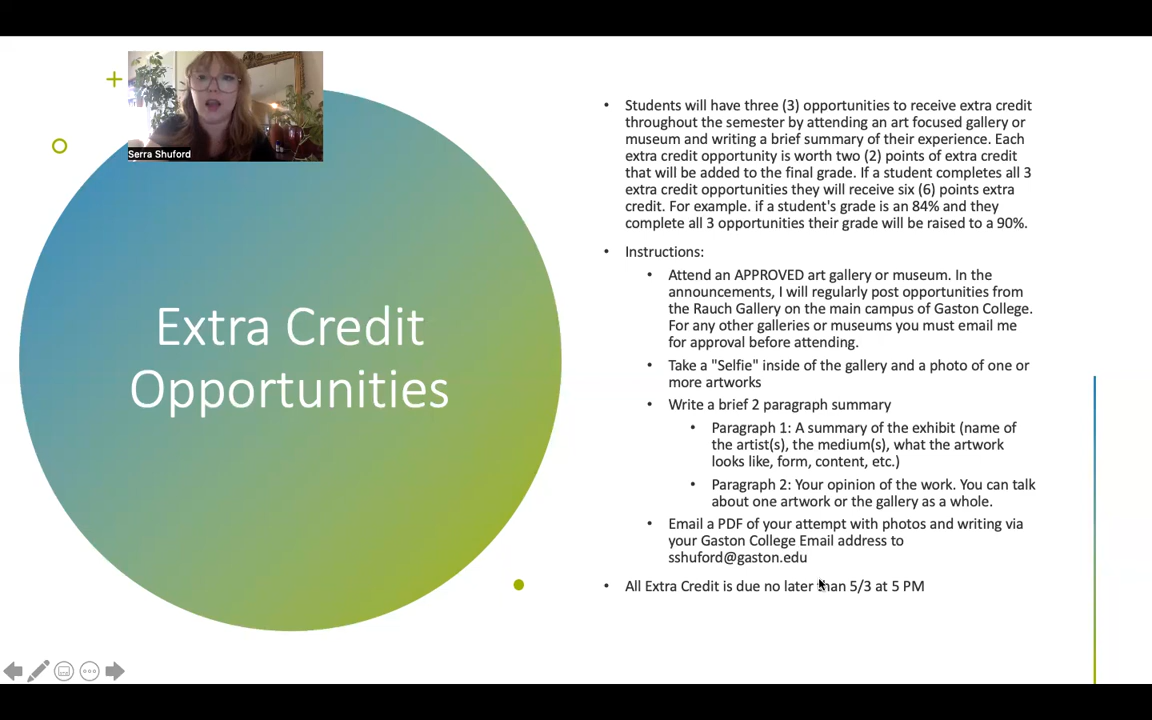 Serra Shuford
Extra Credit
Opportunities
• Students will have three (3) opportunities to receive extra credit
throughout the semester by attending an art focused gallery or
museum and writing a brief summary of their experience. Each
extra credit opportunity is worth two (2) points of extra credit
that will be added to the final grade. If a student completes all 3
extra credit opportunities they will receive six (6) points extra
credit. For example. if a student's grade is an 84% and they
complete all 3 opportunities their grade will be raised to a 90%.
• Instructions:
• Attend an APPROVED art gallery or museum. In the
announcements, I will regularly post opportunities from
the Rauch Gallery on the main campus of Gaston College.
For any other galleries or museums you must email me
for approval before attending.
• Take a "Selfie" inside of the gallery and a photo of one or
more artworks
• Write a brief 2 paragraph summary
• Paragraph 1: A summary of the exhibit (name of
the artist(s), the medium(s), what the artwork
looks like, form, content, etc.)
• Paragraph 2: Your opinion of the work. You can talk
about one artwork or the gallery as a whole.
• Email a PDF of your attempt with photos and writing via
your Gaston College Email address to
sshuford@gaston.edu
• All Extra Credit is due no later than 5/3 at 5 PM